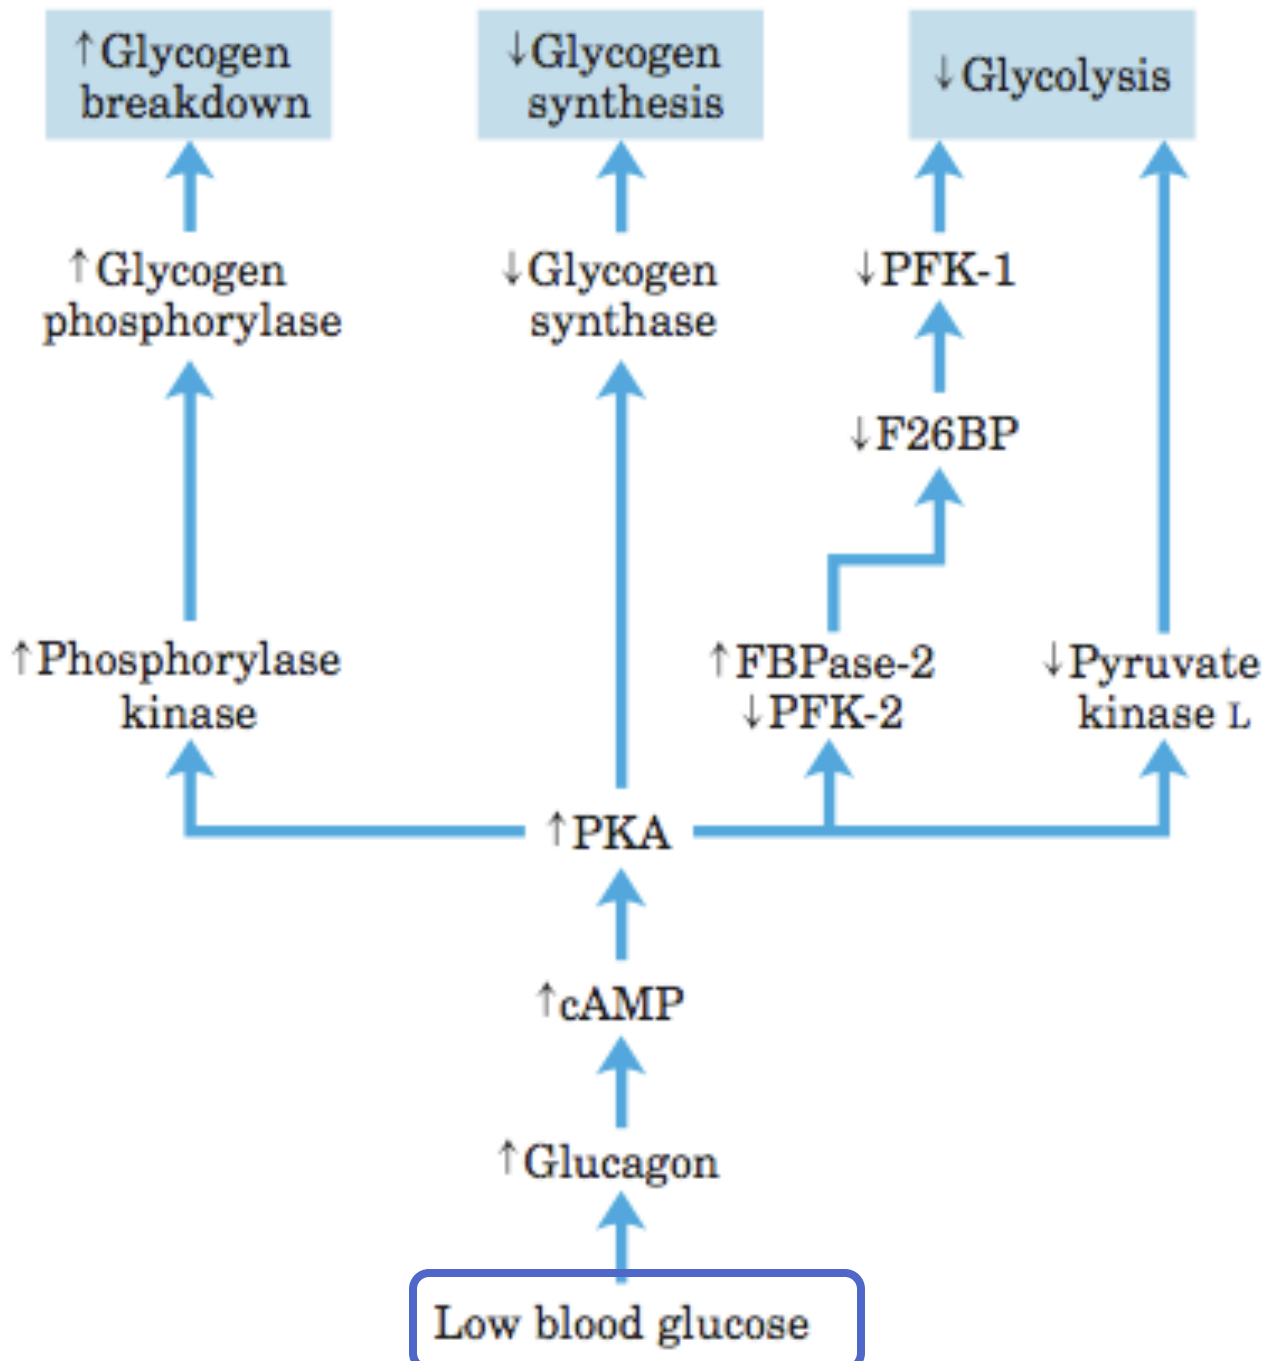 ↑Glycogen
breakdown
↓Glycogen
synthesis
↓Glycolysis
↑Glycogen
phosphorylase
↓Glycogen
synthase
↓PFK-1
↓F26BP
↑Phosphorylase
kinase
↑FBPase-2
↓PFK-2
↓Pyruvate
kinase L
↑PKA
↑cAMP
↑Glucagon
Low blood glucose